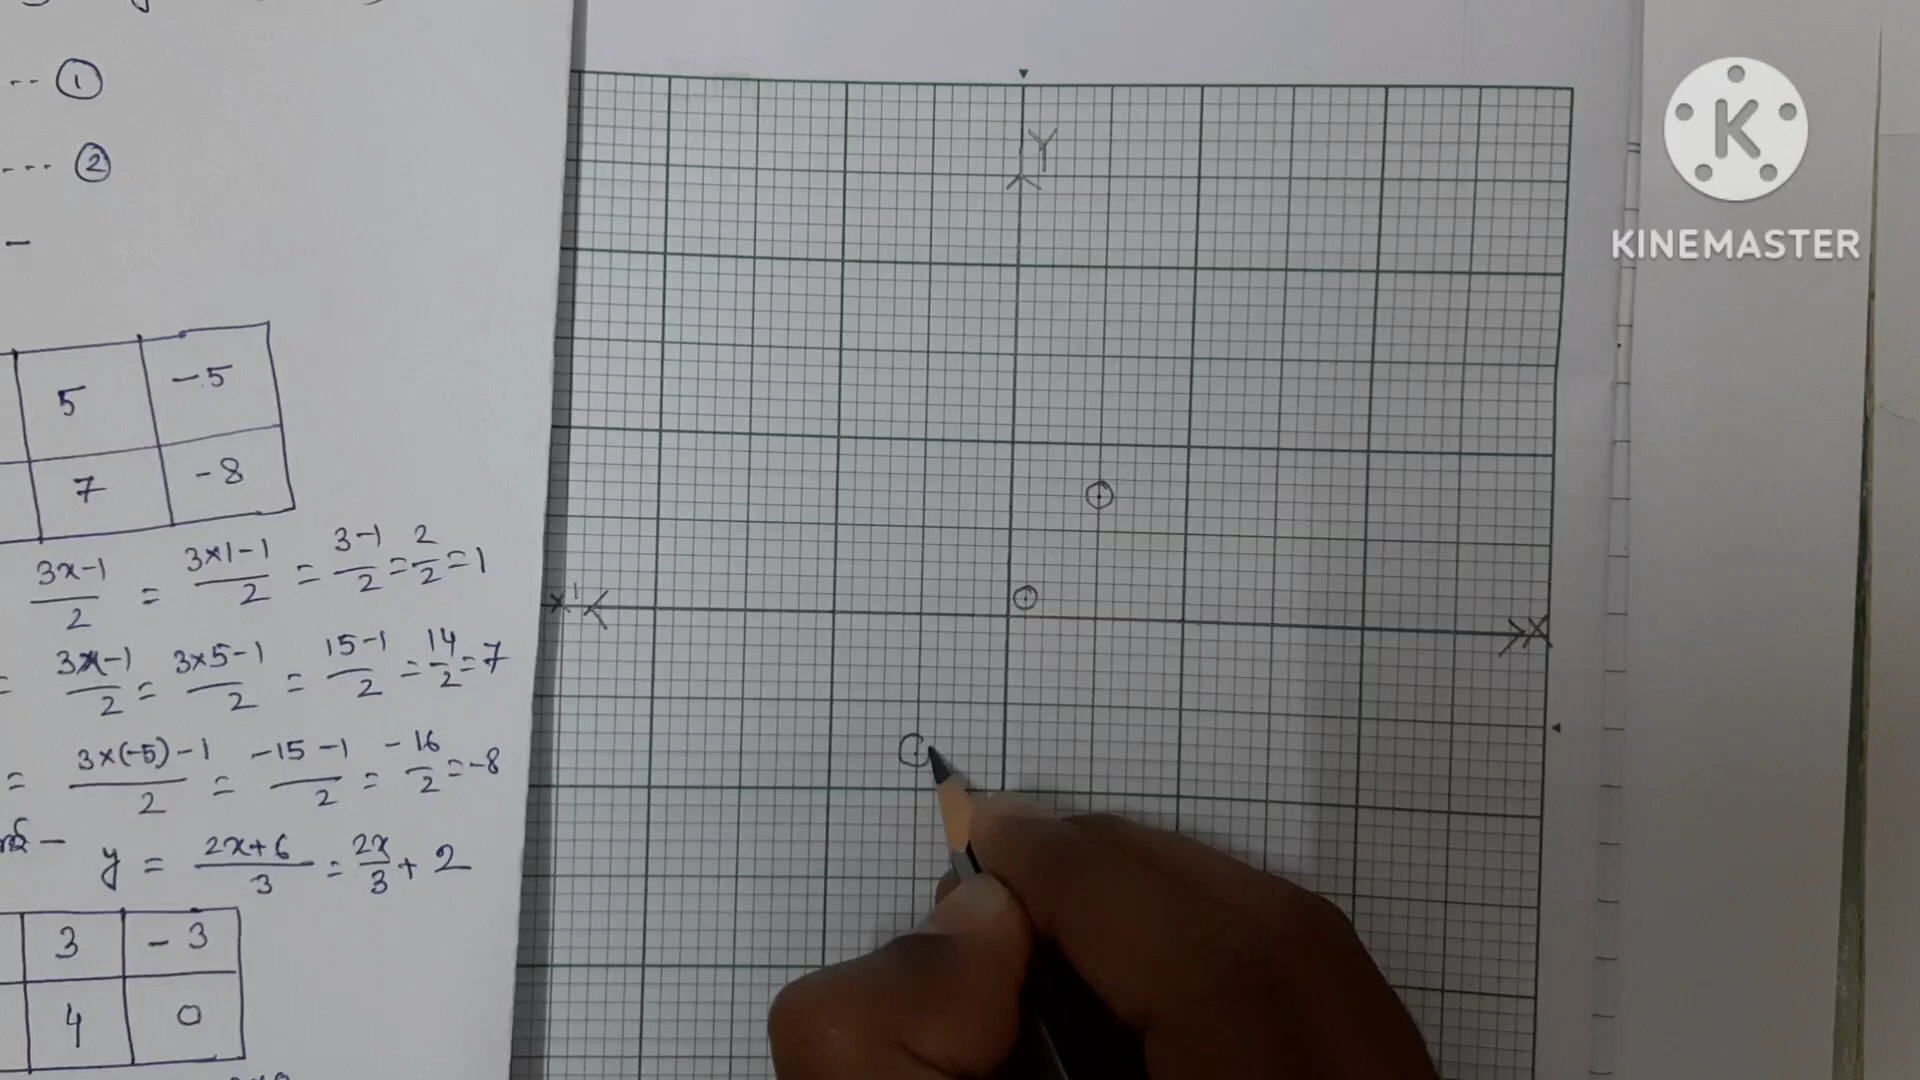 -- ①
--- ②
-
5 -5
7 -8
3x-1/2 = 3×1-1/2 = 3-1/2 = 2/2 = 1
= 3x-1/2 = 3×5-1/2 = 15-1/2 = 14/2 = 7
= 3×(-5)-1/2 = -15-1/2 = -16/2 = -8
y = 2x+6/3 = 2x/3 + 2
3 -3
4 0
Y
X'
X
K
KINEMASTER